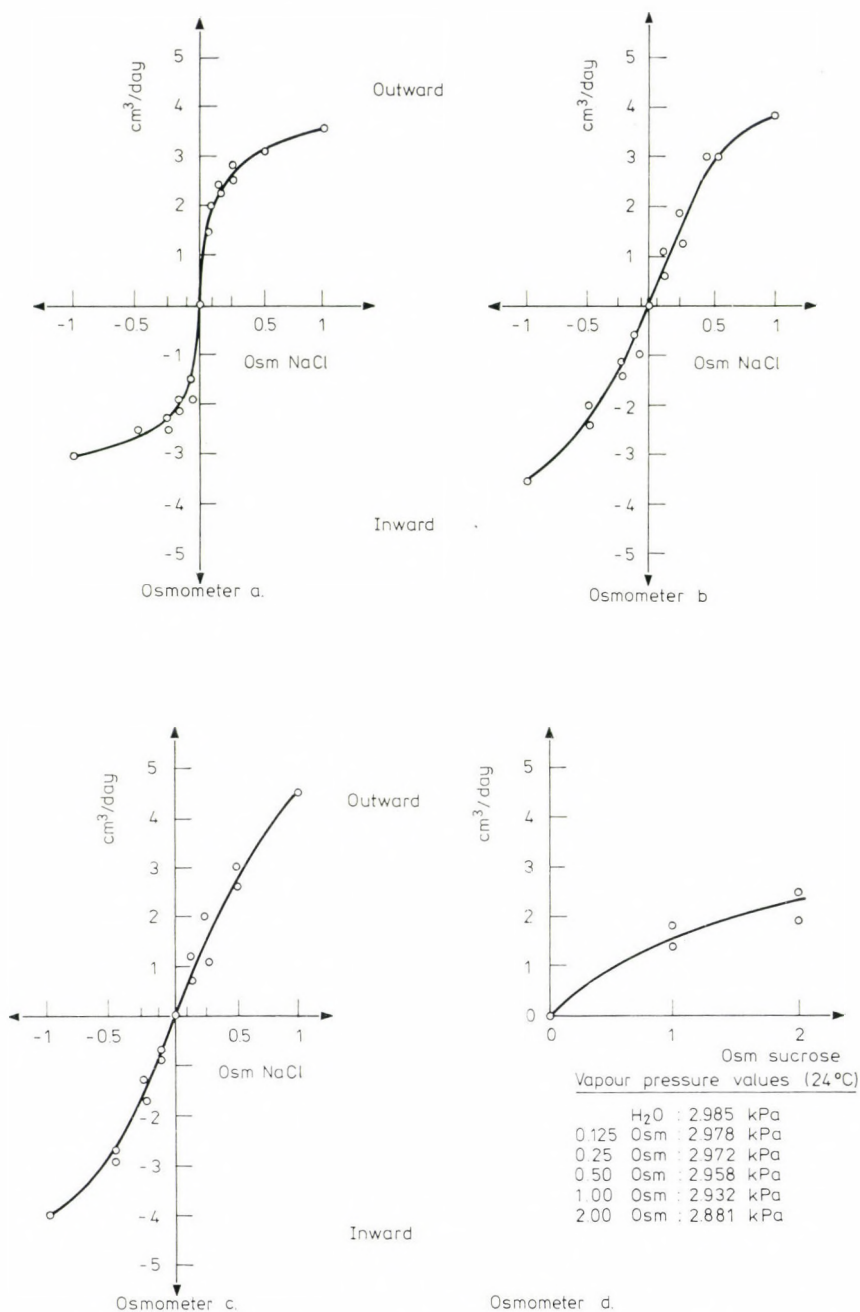 cm³/day
5
4
3
2
1
-1
-0.5
0.5
1
-1
-2
-3
-4
-5
Osm NaCl
Outward
Inward
Osmometer a.
cm³/day
5
4
3
2
1
-1
-0.5
0.5
1
-1
-2
-3
-4
-5
Osm NaCl
Osmometer b
cm³/day
5
4
3
2
1
-1
-0.5
0.5
1
-2
-3
-4
-5
Osm NaCl
Outward
Inward
Osmometer c.
cm³/day
5
4
3
2
1
0
0
1
2
Osm sucrose
Vapour pressure values (24°C)
H₂O : 2.985 kPa
0.125 Osm : 2.978 kPa
0.25 Osm : 2.972 kPa
0.50 Osm : 2.958 kPa
1.00 Osm : 2.932 kPa
2.00 Osm : 2.881 kPa
Osmometer d.